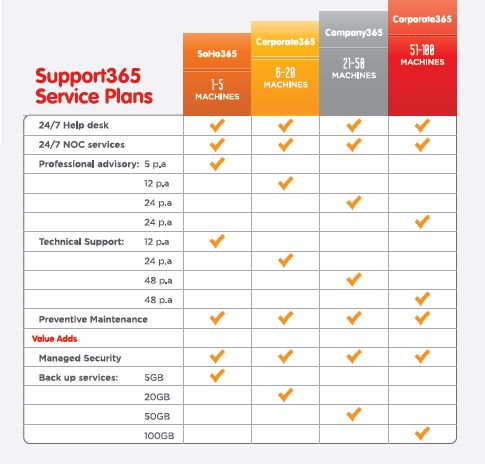 Support365
Service Plans
SoHo365
1-5
MACHINES
Corporate365
6-20
MACHINES
Company365
21-50
MACHINES
Corporate365
51-100
MACHINES
24/7 Help desk
24/7 NOC services
Professional advisory: 5 p.a
12 p.a
24 p.a
24 p.a
Technical Support: 12 p.a
24 p.a
48 p.a
48 p.a
Preventive Maintenance
Value Adds
Managed Security
Back up services: 5GB
20GB
50GB
100GB